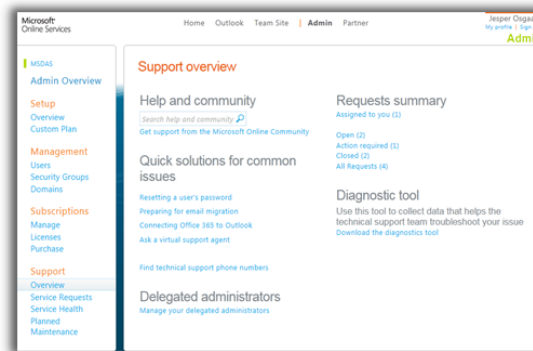 Microsoft
Online Services
Home Outlook Team Site | Admin Partner
Jesper Osgaa
My profile | Sign
Admi
MSDAS
Admin Overview
Setup
Overview
Custom Plan
Management
Users
Security Groups
Domains
Subscriptions
Manage
Licenses
Purchase
Support
Overview
Service Requests
Service Health
Planned
Maintenance
Support overview
Help and community
Search help and community
Get support from the Microsoft Online Community
Quick solutions for common
issues
Resetting a user's password
Preparing for email migration
Connecting Office 365 to Outlook
Ask a virtual support agent
Find technical support phone numbers
Delegated administrators
Manage your delegated administrators
Requests summary
Assigned to you (1)
Open (2)
Action required (1)
Closed (2)
All Requests (4)
Diagnostic tool
Use this tool to collect data that helps the
technical support team troubleshoot your issue
Download the diagnostics tool